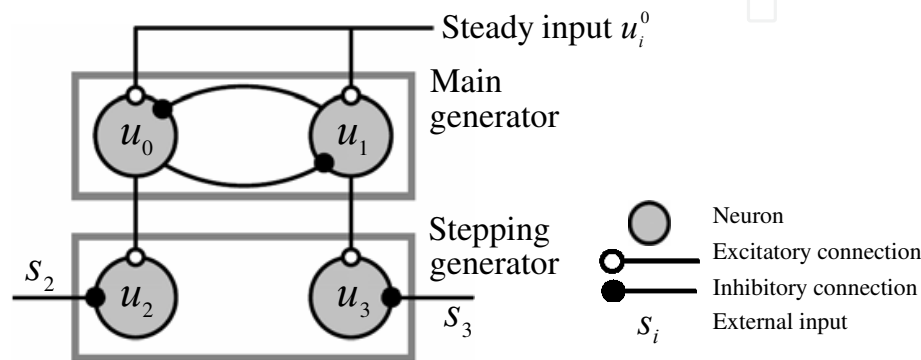 Steady input u_i^0
Main
generator
u_0
u_1
Stepping
generator
s_2
u_2
u_3
s_3
Neuron
Excitatory connection
Inhibitory connection
s_i External input